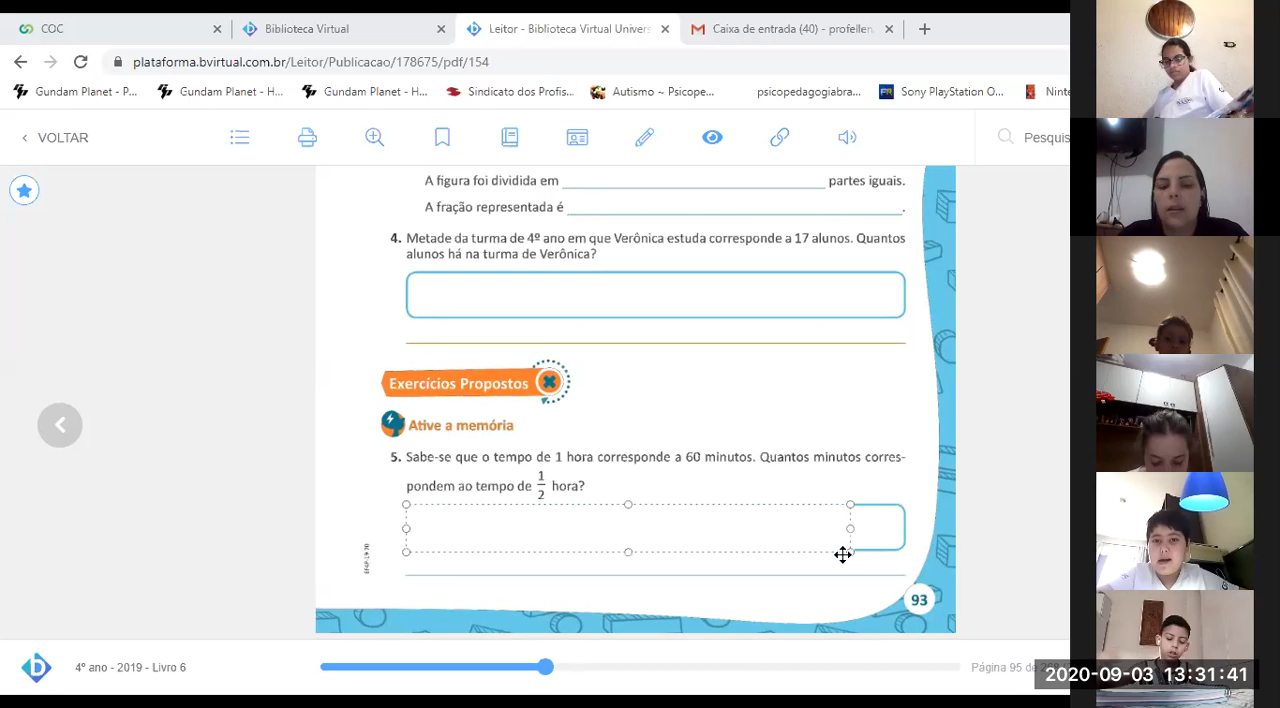 COC
Biblioteca Virtual
Leitor - Biblioteca Virtual Univers
Caixa de entrada (40) - profellen
plataforma.bvirtual.com.br/Leitor/Publicacao/178675/pdf/154
Gundam Planet - P...
Gundam Planet - H...
Gundam Planet - H...
Sindicato dos Profis...
Autismo ~ Psicope...
psicopedagogiabra...
Sony PlayStation O...
Ninte
VOLTAR
Pesquis
A figura foi dividida em partes iguais.
A fração representada é .
4. Metade da turma de 4º ano em que Verônica estuda corresponde a 17 alunos. Quantos
alunos há na turma de Verônica?
Exercícios Propostos
Ative a memória
5. Sabe-se que o tempo de 1 hora corresponde a 60 minutos. Quantos minutos corres-
pondem ao tempo de 1/2 hora?
EF4P-19-70
93
4º ano - 2019 - Livro 6
Página 95 de
2020-09-03 13:31:41